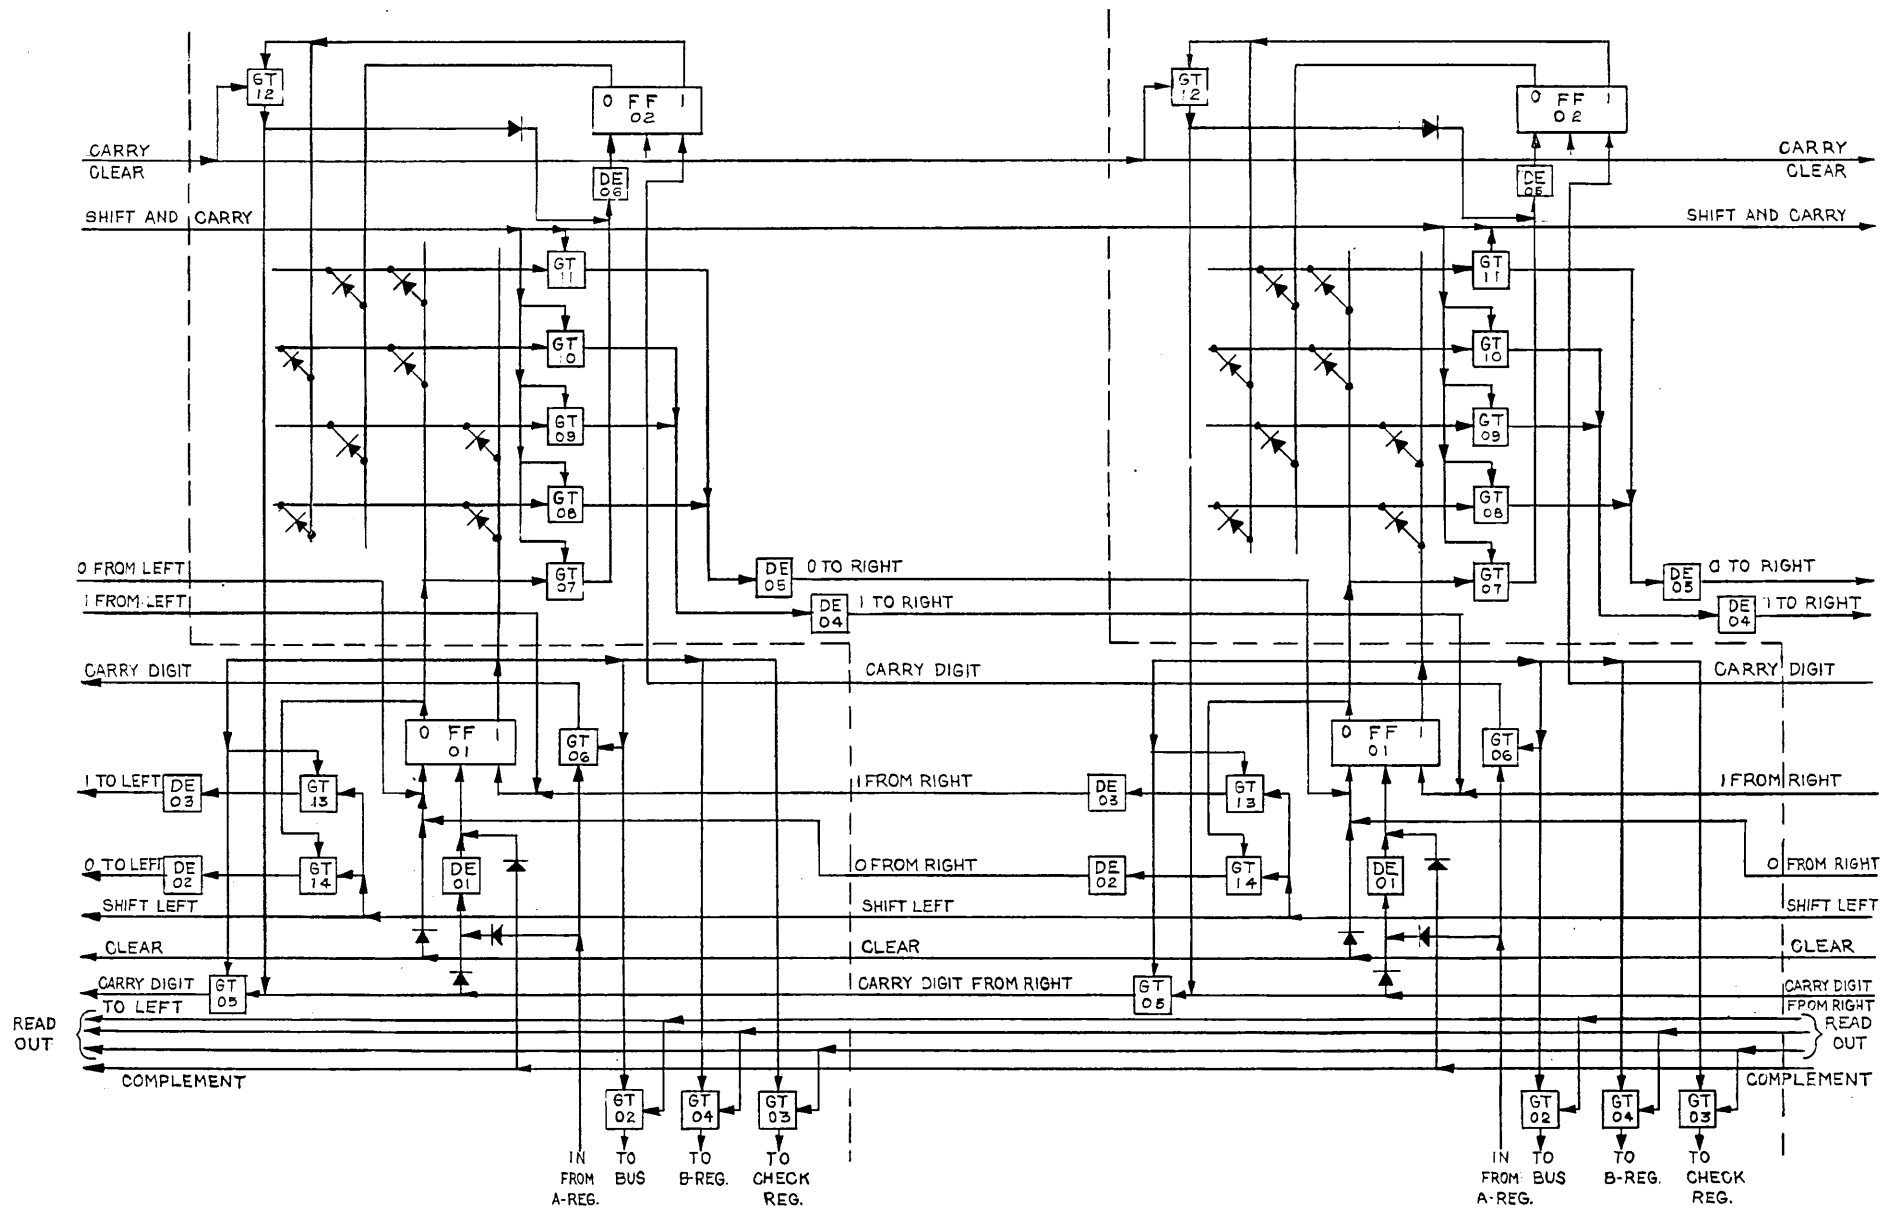 GT
12
0 FF 1
02
GT
12
0 FF 1
02
CARRY
CLEAR
DE
06
CARRY
CLEAR
DE
06
SHIFT AND CARRY
SHIFT AND CARRY
GT
11
GT
11
GT
10
GT
10
GT
09
GT
09
GT
08
GT
08
0 FROM LEFT
GT
07
DE
05
0 TO RIGHT
GT
07
DE
05
0 TO RIGHT
1 FROM LEFT
DE
04
1 TO RIGHT
DE
04
1 TO RIGHT
CARRY DIGIT
CARRY DIGIT
CARRY DIGIT
0 FF 1
01
GT
06
0 FF 1
01
GT
06
1 TO LEFT
DE
03
GT
13
1 FROM RIGHT
DE
03
GT
13
1 FROM RIGHT
0 TO LEFT
DE
02
GT
14
DE
01
0 FROM RIGHT
DE
02
GT
14
DE
01
0 FROM RIGHT
SHIFT LEFT
SHIFT LEFT
SHIFT LEFT
CLEAR
CLEAR
CLEAR
CARRY DIGIT
TO LEFT
GT
05
CARRY DIGIT FROM RIGHT
GT
05
CARRY DIGIT
FROM RIGHT
READ
OUT
READ
OUT
COMPLEMENT
COMPLEMENT
GT
02
GT
04
GT
03
GT
02
GT
04
GT
03
IN
FROM
A-REG.
TO
BUS
TO
B-REG.
TO
CHECK
REG.
IN
FROM
A-REG.
TO
BUS
TO
B-REG.
TO
CHECK
REG.